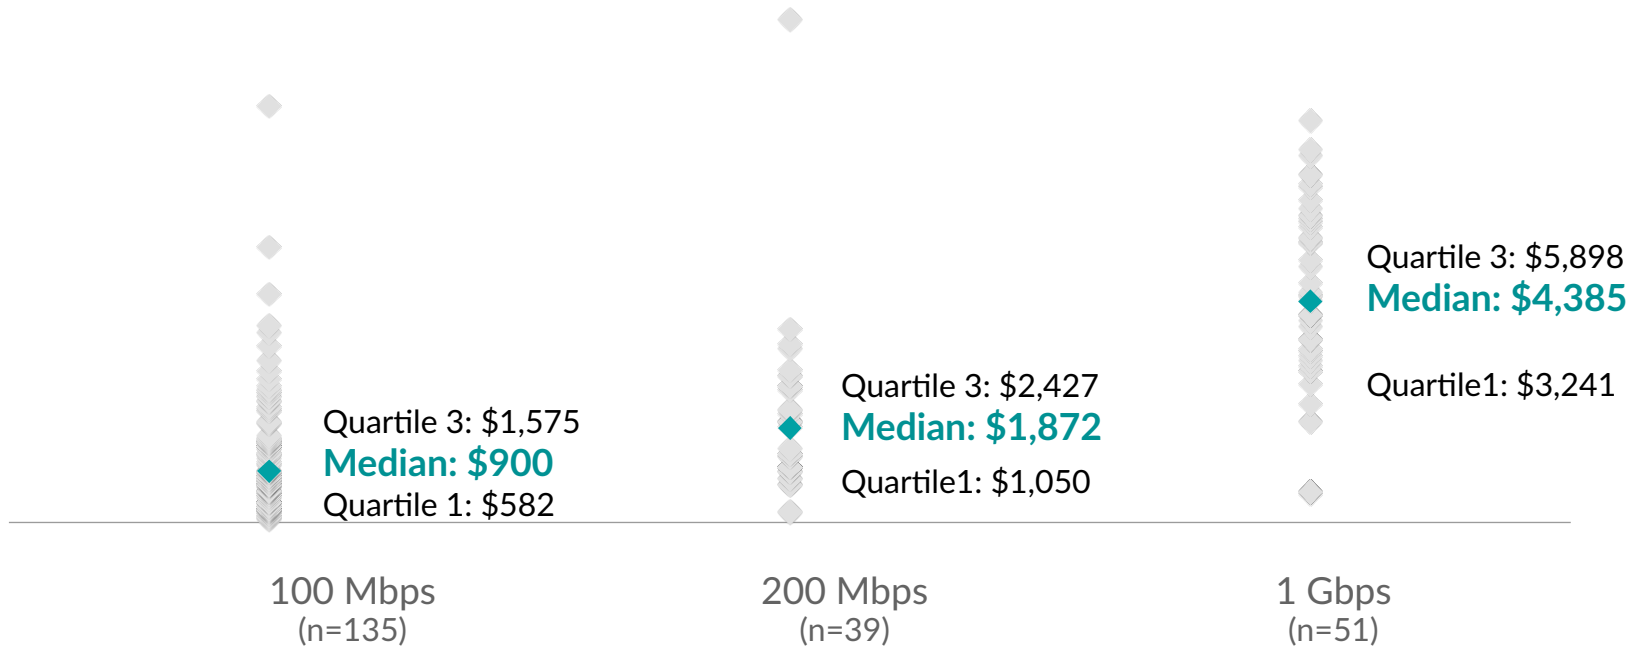 Quartile 3: $1,575
Median: $900
Quartile 1: $582
100 Mbps
(n=135)
Quartile 3: $2,427
Median: $1,872
Quartile1: $1,050
200 Mbps
(n=39)
Quartile 3: $5,898
Median: $4,385
Quartile1: $3,241
1 Gbps
(n=51)